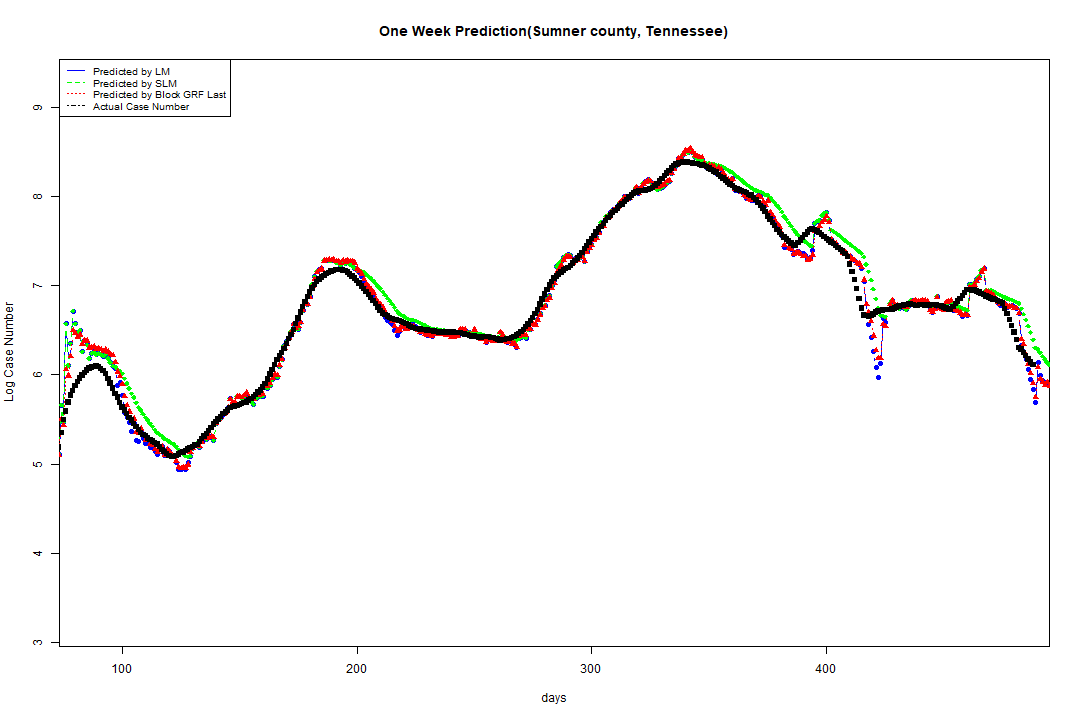 One Week Prediction(Sumner county, Tennessee)
Predicted by LM
Predicted by SLM
Predicted by Block GRF Last
Actual Case Number
9
8
7
6
5
4
3
Log Case Number
100 200 300 400
days